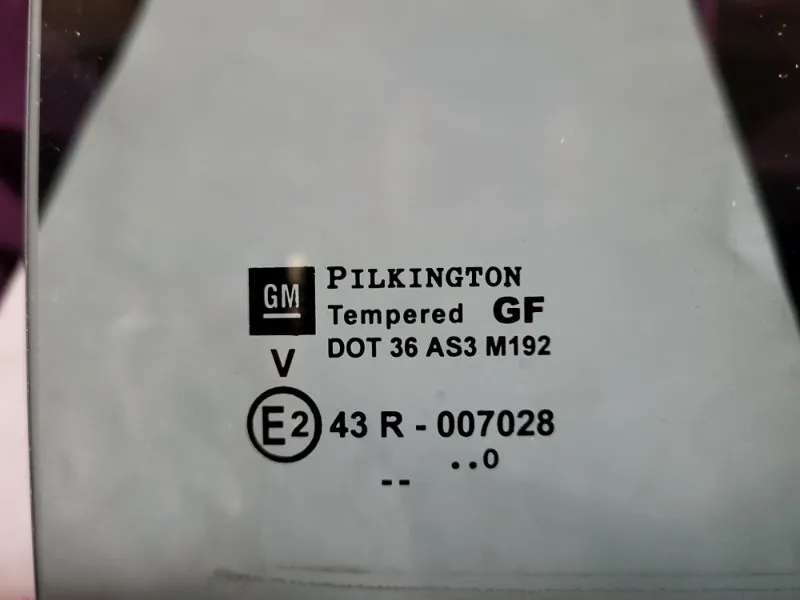 GM PILKINGTON
Tempered GF
DOT 36 AS3 M192
V
E2 43 R - 007028
..0
--